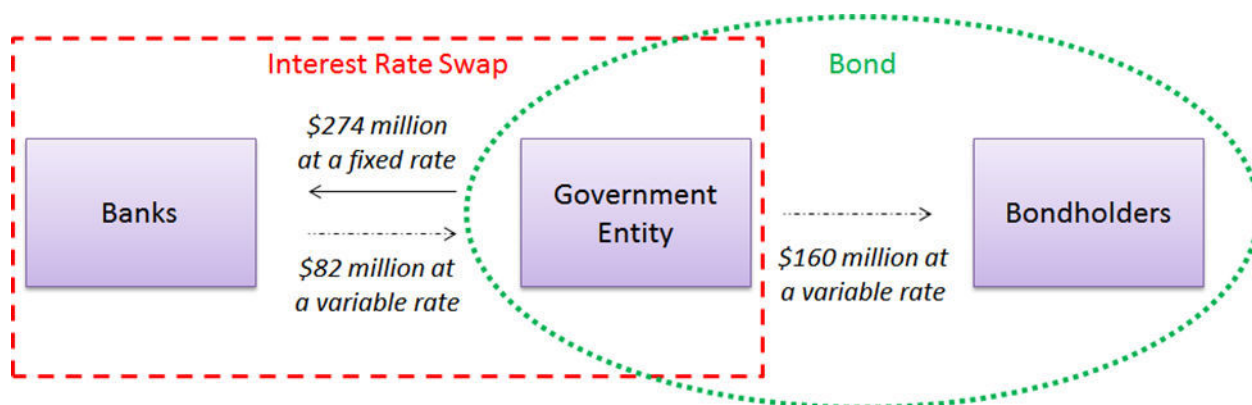 Interest Rate Swap
Bond
$274 million
at a fixed rate
Banks
Government
Entity
Bondholders
$82 million at
a variable rate
$160 million at
a variable rate